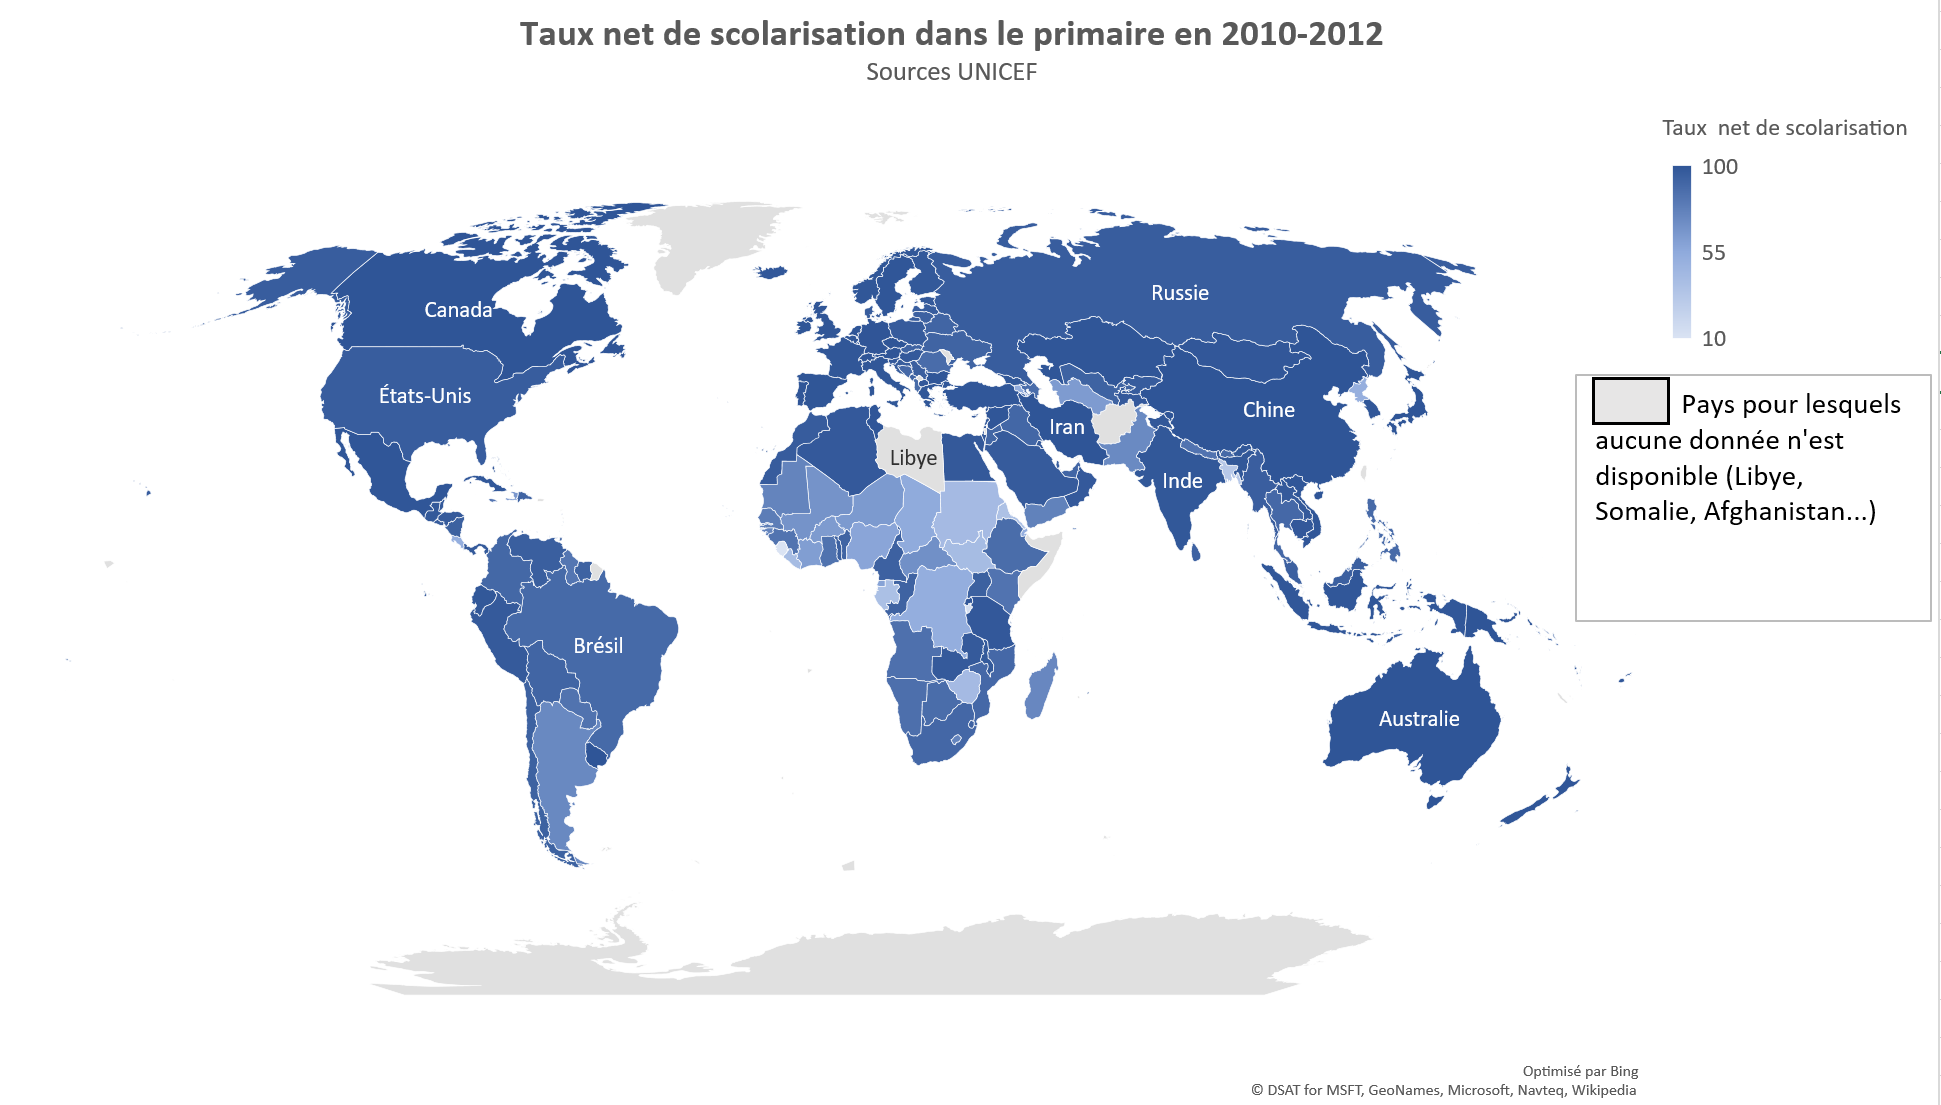 Taux net de scolarisation dans le primaire en 2010-2012
Sources UNICEF
Taux  net de scolarisation
100
55
10
Pays pour lesquels
aucune donnée n'est
disponible (Libye,
Somalie, Afghanistan...)
Canada
États-Unis
Brésil
Russie
Chine
Iran
Inde
Libye
Australie
Optimisé par Bing
© DSAT for MSFT, GeoNames, Microsoft, Navteq, Wikipedia